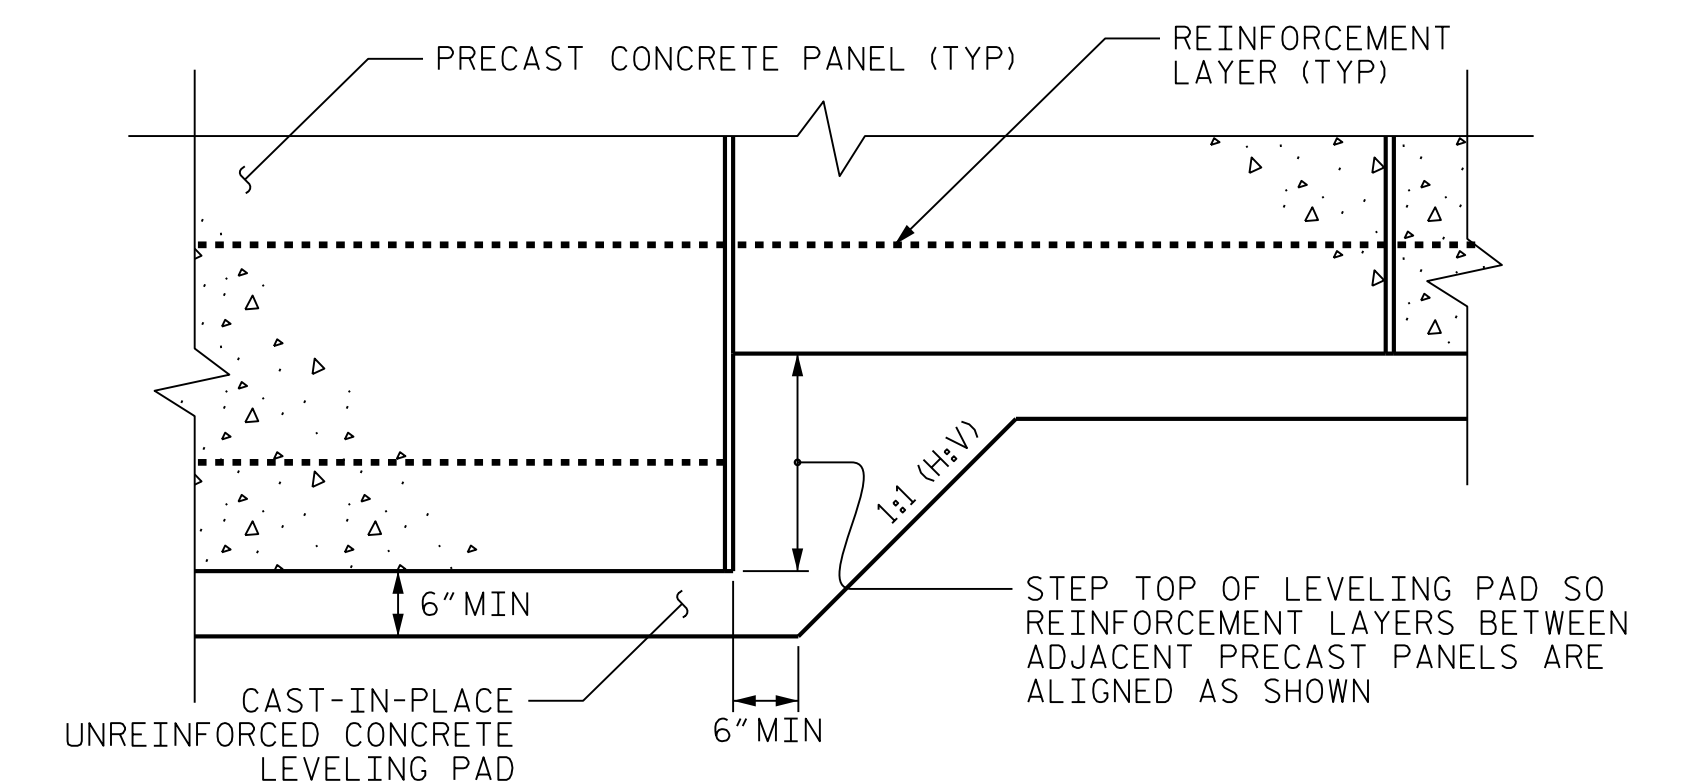 PRECAST CONCRETE PANEL (TYP)
REINFORCEMENT
LAYER (TYP)
1:1 (H:V)
6" MIN
STEP TOP OF LEVELING PAD SO
REINFORCEMENT LAYERS BETWEEN
ADJACENT PRECAST PANELS ARE
ALIGNED AS SHOWN
CAST-IN-PLACE
UNREINFORCED CONCRETE
LEVELING PAD
6" MIN